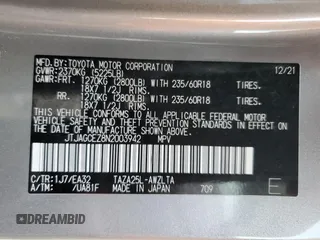 MFD. BY: TOYOTA MOTOR CORPORATION 12/21
GVWR: 2370KG (5225LB)
GAWR: FRT. 1270KG (2800LB) WITH 235/60R18 TIRES.
18X7 1/2J RIMS.
RR. 1270KG (2800LB) WITH 235/60R18 TIRES.
18X7 1/2J RIMS.
THIS VEHICLE CONFORMS TO ALL APPLICABLE
FEDERAL MOTOR VEHICLE SAFETY AND THEFT
PREVENTION STANDARDS IN EFFECT ON THE DATE OF
MANUFACTURE SHOWN ABOVE.
JTJAGCEZ8N2003942 MPV
C/TR: 1J7/EA32 TAZA25L-AWZLTA
A/TM: /UA81F MADE IN JAPAN 709 E
DREAMBID